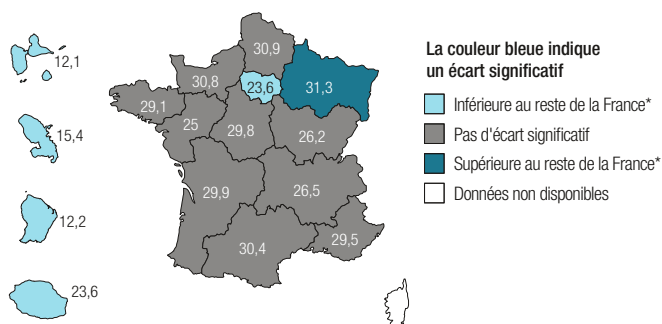 12,1
15,4
12,2
23,6
30,9
30,8
23,6
31,3
29,1
25
29,8
26,2
29,9
26,5
30,4
29,5
La couleur bleue indique
un écart significatif
Inférieure au reste de la France*
Pas d'écart significatif
Supérieure au reste de la France*
Données non disponibles